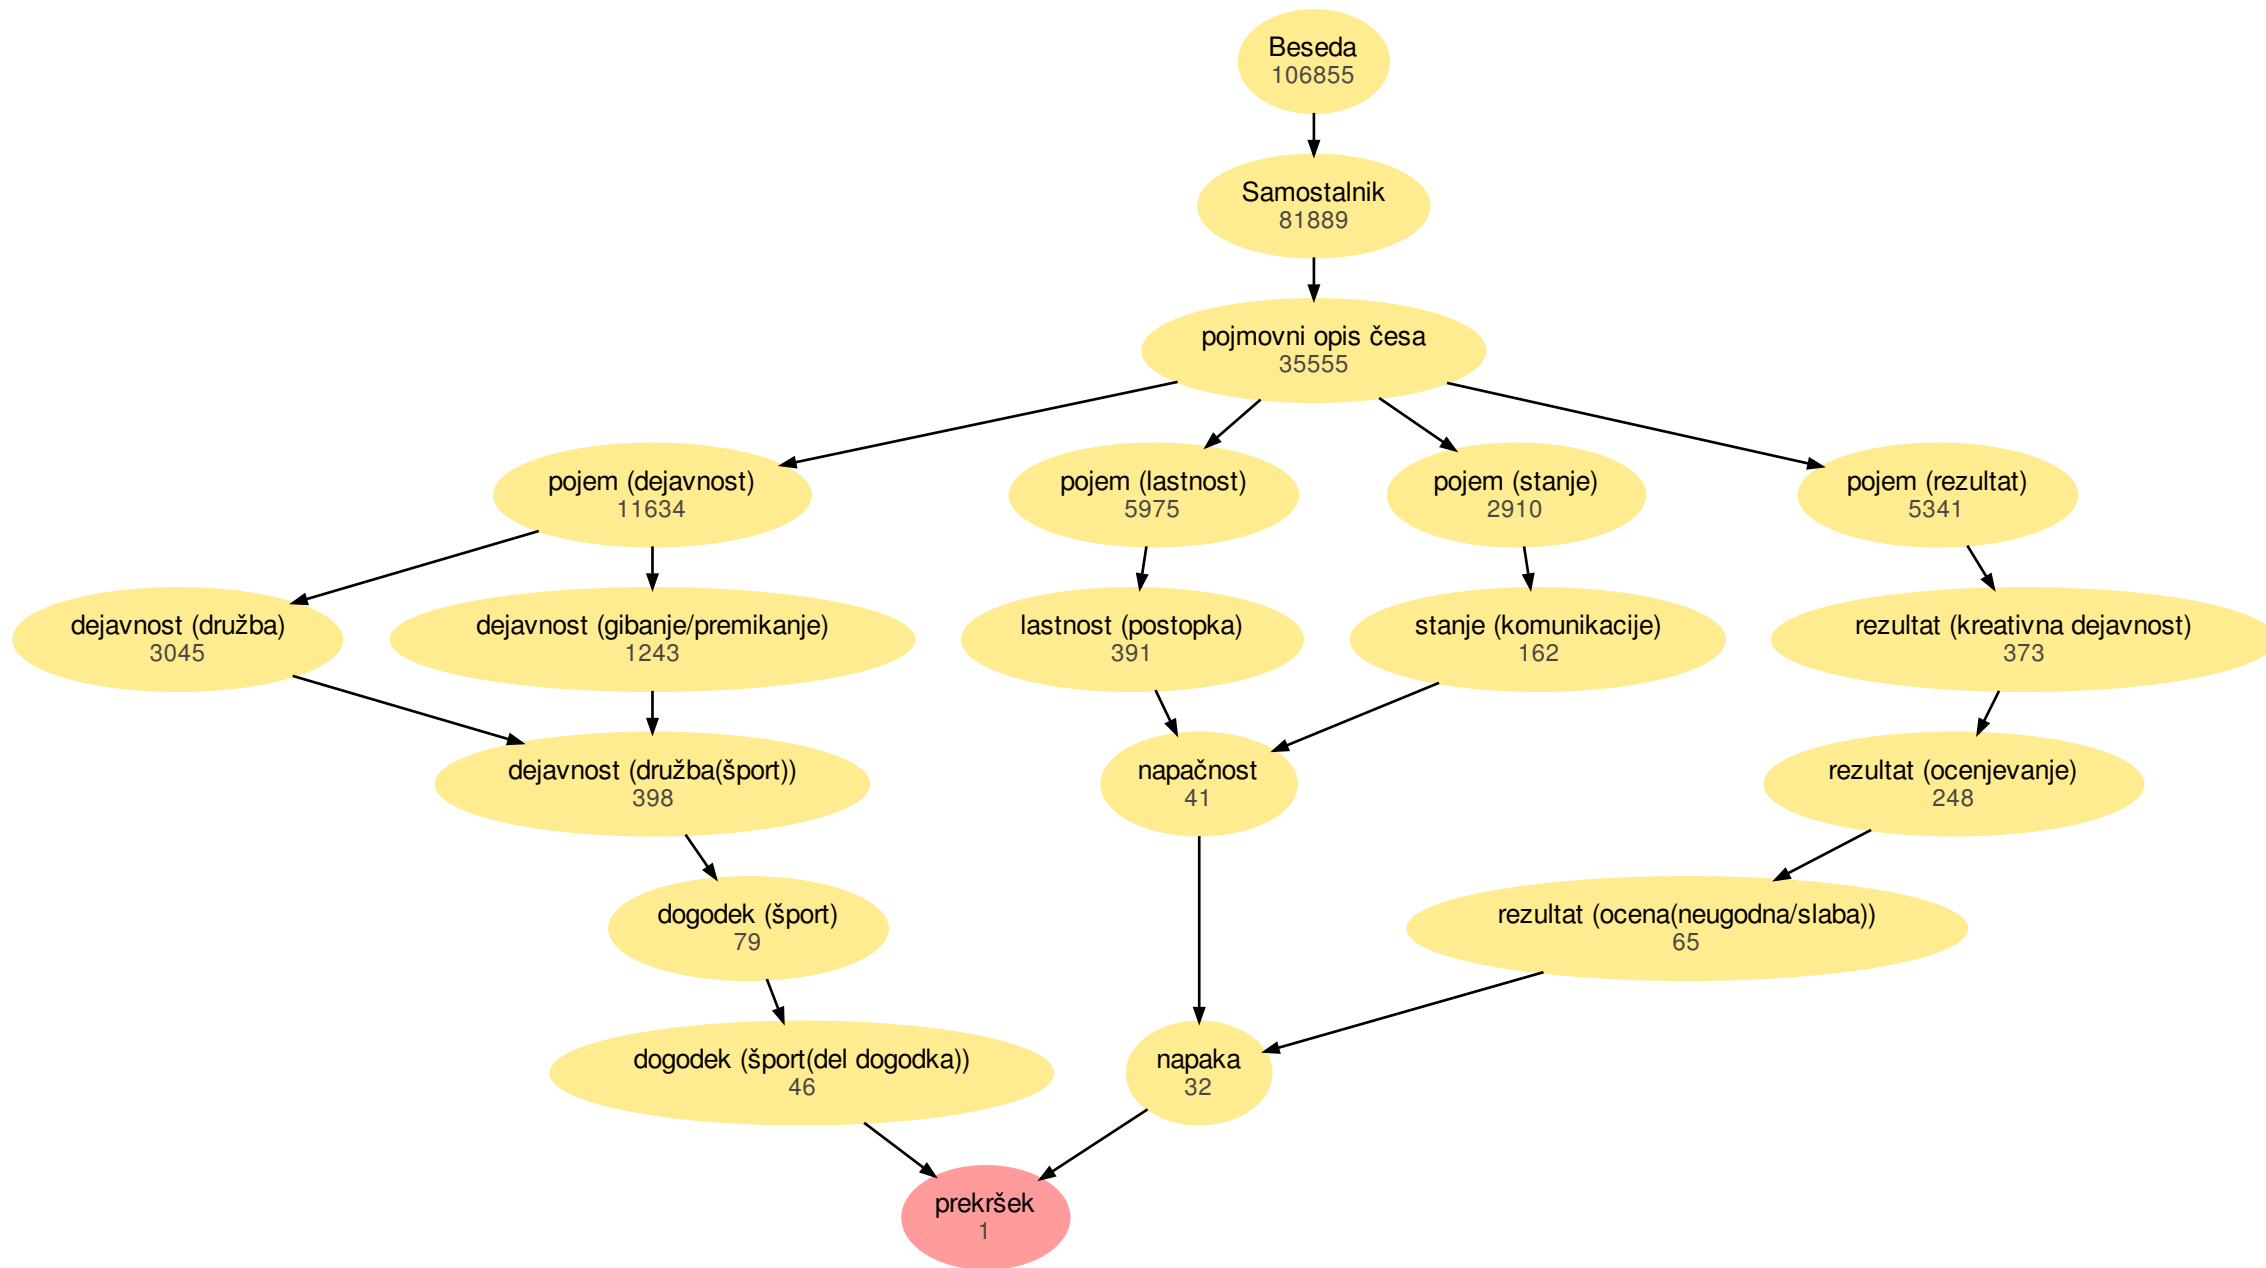 Beseda
106855
Samostalnik
81889
pojmovni opis česa
35555
pojem (dejavnost)
11634
pojem (lastnost)
5975
pojem (stanje)
2910
pojem (rezultat)
5341
dejavnost (družba)
3045
dejavnost (gibanje/premikanje)
1243
lastnost (postopka)
391
stanje (komunikacije)
162
rezultat (kreativna dejavnost)
373
dejavnost (družba(šport))
398
napačnost
41
rezultat (ocenjevanje)
248
dogodek (šport)
79
rezultat (ocena(neugodna/slaba))
65
dogodek (šport(del dogodka))
46
napaka
32
prekršek
1